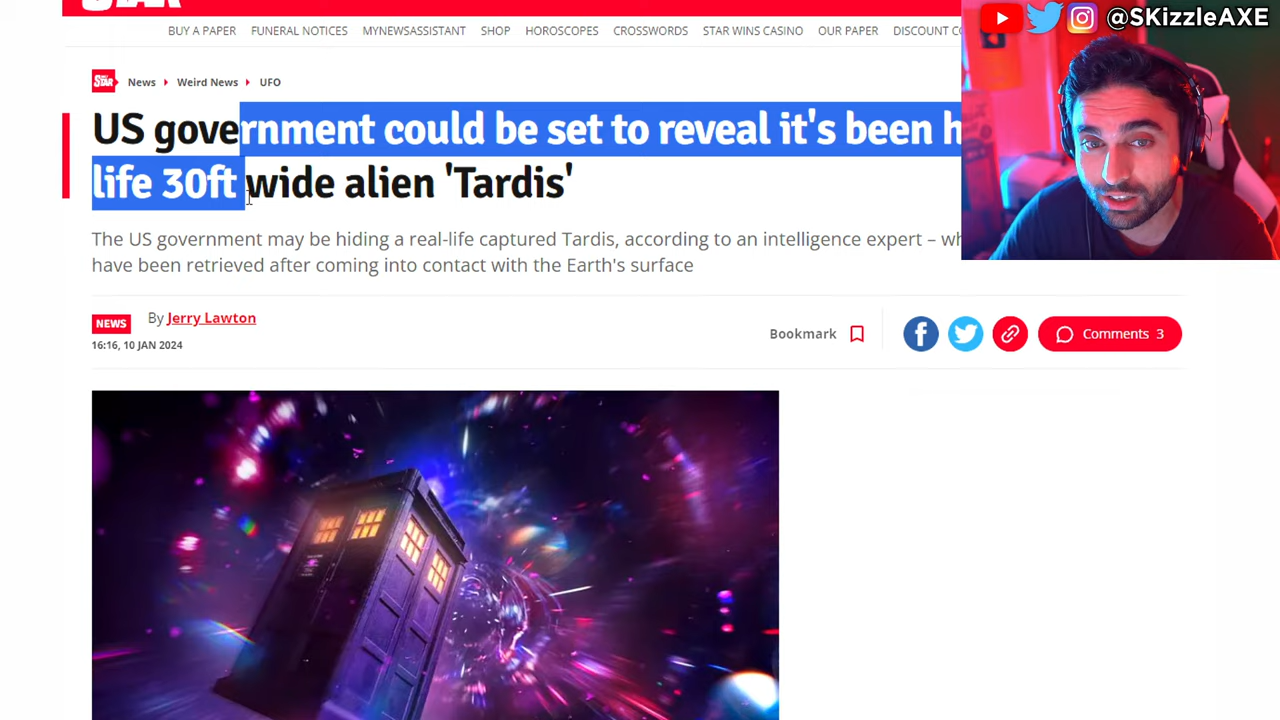 STAR
@SKizzleAXE
BUY A PAPER FUNERAL NOTICES MYNEWSASSISTANT SHOP HOROSCOPES CROSSWORDS STAR WINS CASINO OUR PAPER DISCOUNT
STAR News Weird News UFO
US government could be set to reveal it's been
life 30ft wide alien 'Tardis'
The US government may be hiding a real-life captured Tardis, according to an intelligence expert –
have been retrieved after coming into contact with the Earth's surface
NEWS By Jerry Lawton
16:16, 10 JAN 2024
Bookmark
Comments 3